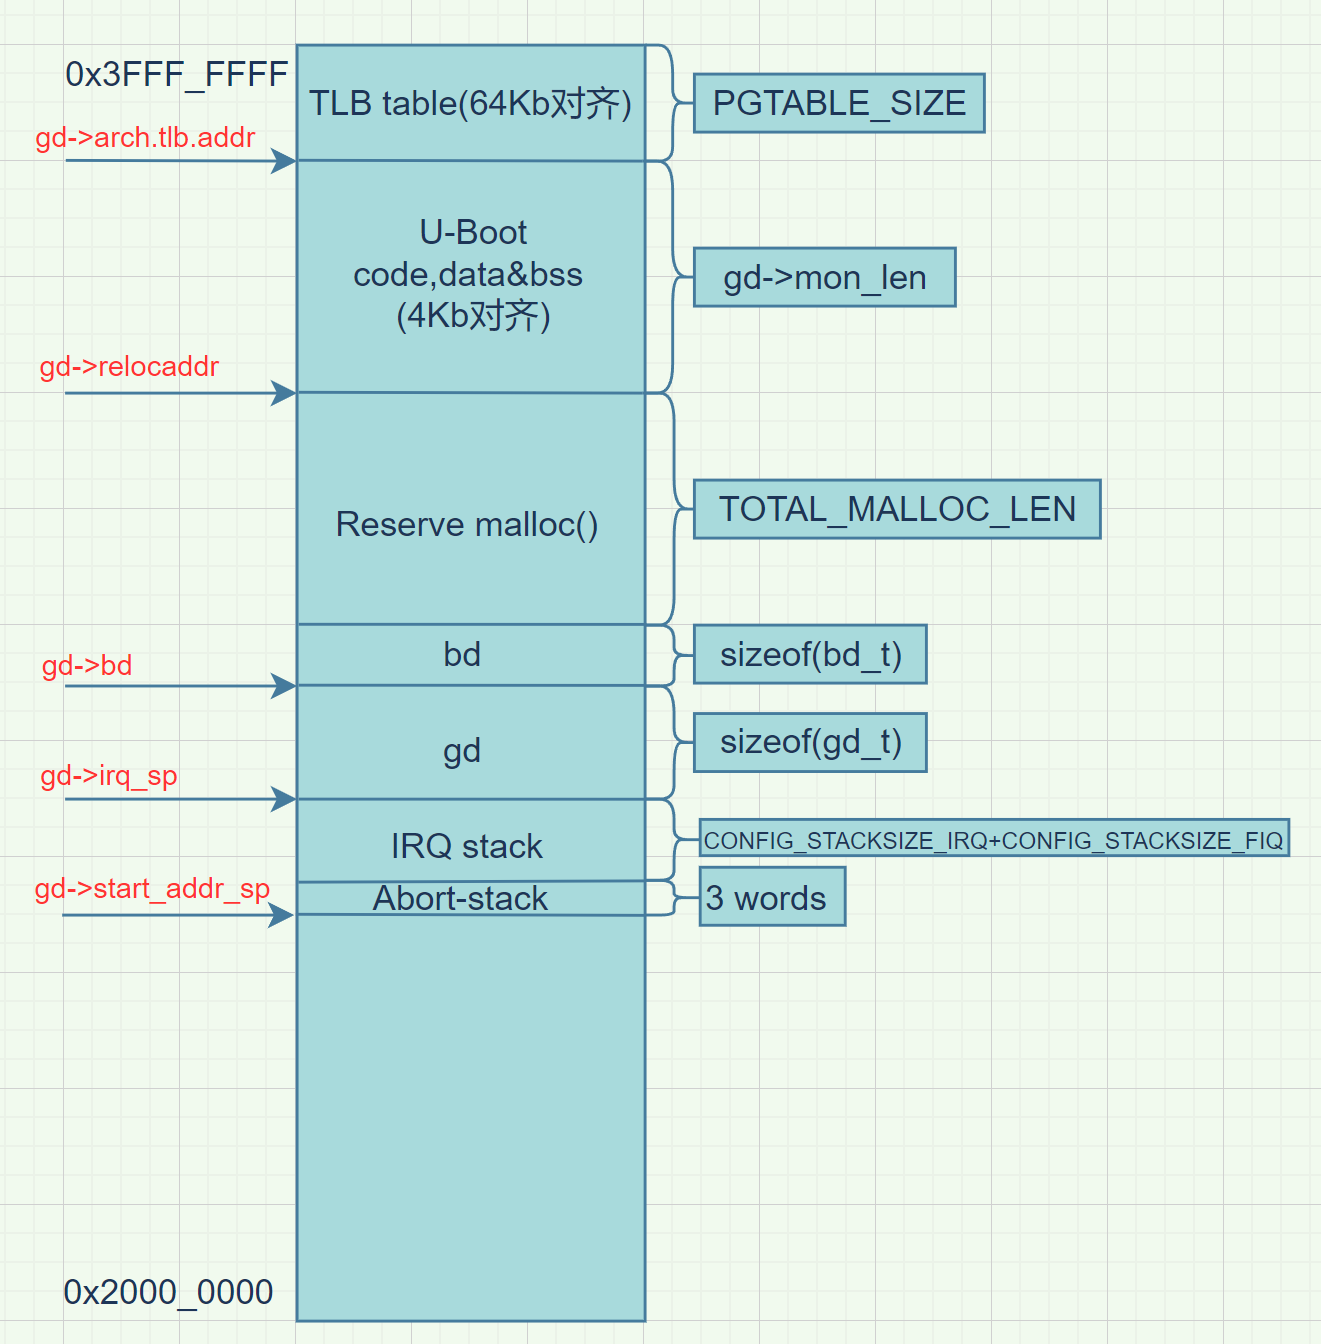 0x3FFF_FFFF
TLB table(64Kb对齐)
PGTABLE_SIZE
gd->arch.tlb.addr
U-Boot
code,data&bss
(4Kb对齐)
gd->mon_len
gd->relocaddr
Reserve malloc()
TOTAL_MALLOC_LEN
bd
sizeof(bd_t)
gd->bd
gd
sizeof(gd_t)
gd->irq_sp
IRQ stack
CONFIG_STACKSIZE_IRQ+CONFIG_STACKSIZE_FIQ
gd->start_addr_sp
Abort-stack
3 words
0x2000_0000